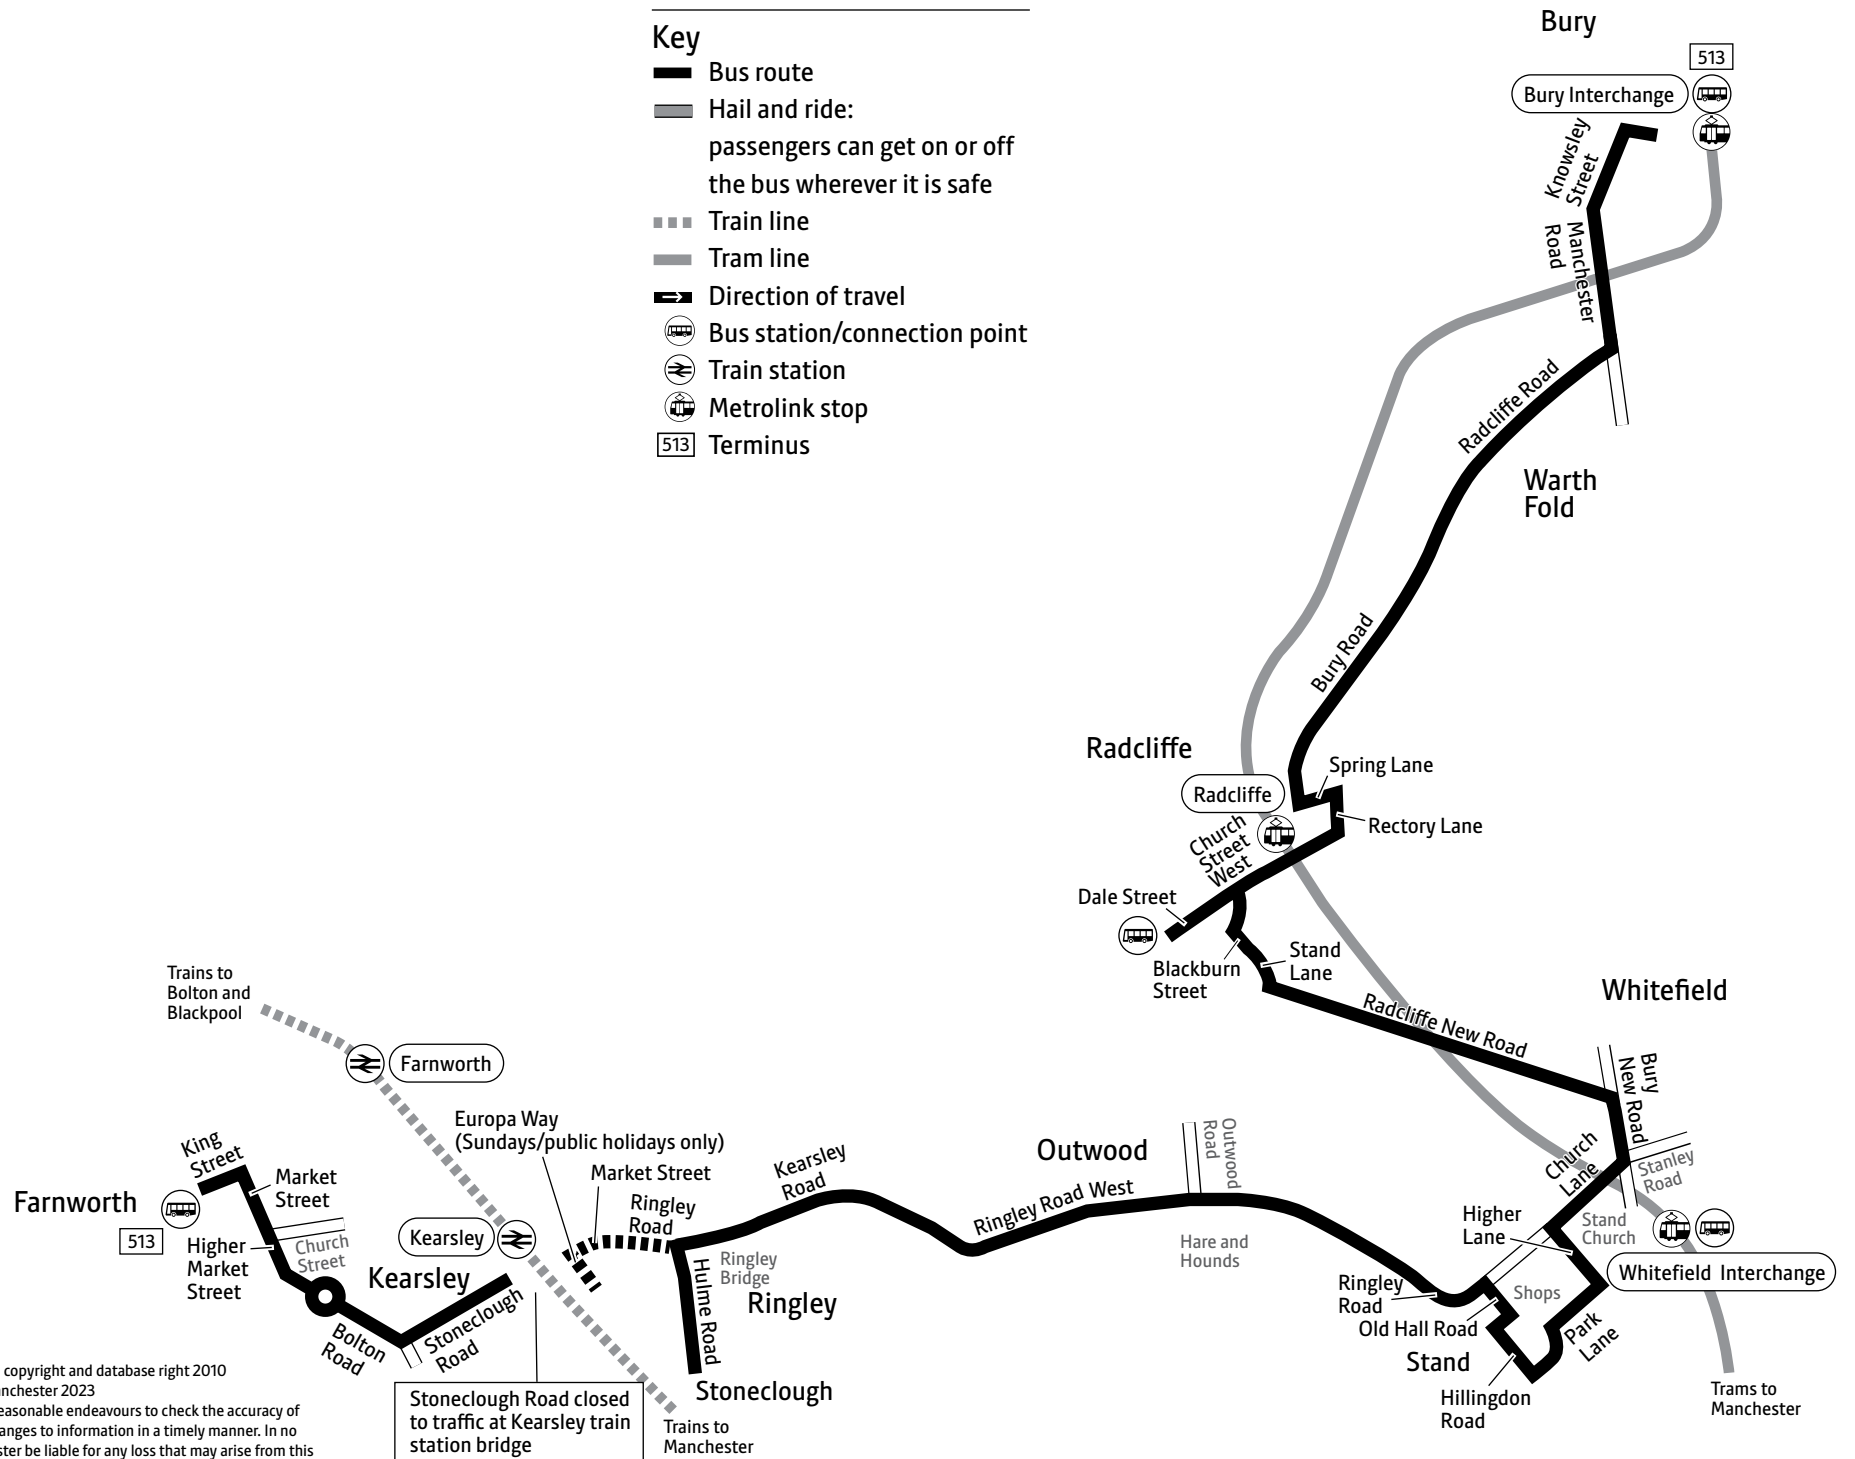 Key
Bus route
Hail and ride:
passengers can get on or off
the bus wherever it is safe
Train line
Tram line
Direction of travel
Bus station/connection point
Train station
Metrolink stop
513 Terminus
Bury
513
Bury Interchange
Knowsley
Street
Manchester
Road
Radcliffe Road
Warth
Fold
Bury Road
Radcliffe
Spring Lane
Radcliffe
Rectory Lane
Church
Street
West
Dale Street
Blackburn
Street
Stand
Lane
Radcliffe New Road
Whitefield
Bury
New Road
Church
Lane
Stanley
Road
Stand
Church
Higher
Lane
Whitefield Interchange
Shops
Ringley
Road
Old Hall Road
Park
Lane
Stand
Hillingdon
Road
Trams to
Manchester
Outwood
Road
Outwood
Ringley Road West
Hare and
Hounds
Kearsley
Road
Trains to
Bolton and
Blackpool
Farnworth
Europa Way
(Sundays/public holidays only)
Market Street
Ringley
Road
Ringley
Bridge
Ringley
Hulme Road
Stoneclough
King
Street
Market
Street
Farnworth
513
Higher
Market
Street
Church
Street
Kearsley
Kearsley
Stoneclough
Road
Bolton
Road
Stoneclough Road closed
to traffic at Kearsley train
station bridge
Trains to
Manchester
copyright and database right 2010
nchester 2023
easonable endeavours to check the accuracy of
anges to information in a timely manner. In no
ster be liable for any loss that may arise from this